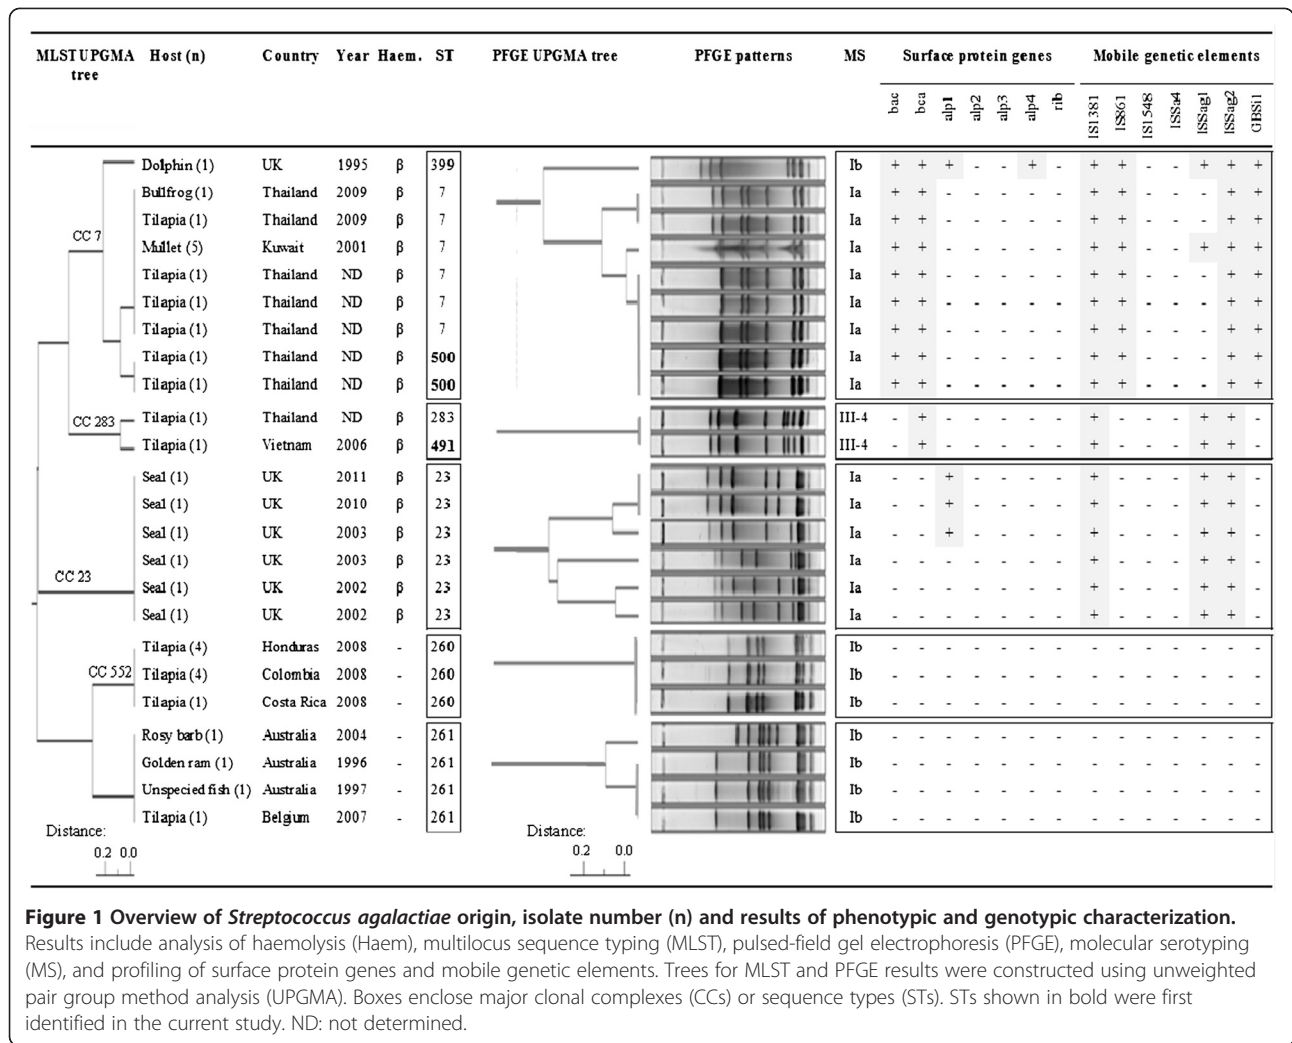 MLST UPGMA tree Host (n) Country Year Haem. ST PFGE UPGMA tree PFGE patterns MS Surface protein genes Mobile genetic elements
bac bca alp1 alp2 alp3 alp4 rib IS1381 IS861 IS1548 ISSa4 ISSag1 ISSag2 GBSi1
Dolphin (1) UK 1995 β 399 Ib + + + - - + - + + - - + + +
Bullfrog (1) Thailand 2009 β 7 Ia + + - - - - - + + - - - + +
Tilapia (1) Thailand 2009 β 7 Ia + + - - - - - + + - - - + +
CC 7
Mullet (5) Kuwait 2001 β 7 Ia + + - - - - - + + - - + + +
Tilapia (1) Thailand ND β 7 Ia + + - - - - - + + - - - + +
Tilapia (1) Thailand ND β 7 Ia + + - - - - - + + - - - + +
Tilapia (1) Thailand ND β 7 Ia + + - - - - - + + - - - + +
Tilapia (1) Thailand ND β 500 Ia + + - - - - - + + - - - + +
Tilapia (1) Thailand ND β 500 Ia + + - - - - - + + - - - + +
CC 283 Tilapia (1) Thailand ND β 283 III-4 - + - - - - - + - - - + + -
Tilapia (1) Vietnam 2006 β 491 III-4 - + - - - - - + - - - + + -
Seal (1) UK 2011 β 23 Ia - - + - - - - + - - - + + -
Seal (1) UK 2010 β 23 Ia - - + - - - - + - - - + + -
Seal (1) UK 2003 β 23 Ia - - + - - - - + - - - + + -
Seal (1) UK 2003 β 23 Ia - - - - - - - + - - - + + -
CC 23
Seal (1) UK 2002 β 23 Ia - - - - - - - + - - - + + -
Seal (1) UK 2002 β 23 Ia - - - - - - - + - - - + + -
Tilapia (4) Honduras 2008 - 260 Ib - - - - - - - - - - - - - -
CC 552 Tilapia (4) Colombia 2008 - 260 Ib - - - - - - - - - - - - - -
Tilapia (1) Costa Rica 2008 - 260 Ib - - - - - - - - - - - - - -
Rosy barb (1) Australia 2004 - 261 Ib - - - - - - - - - - - - - -
Golden ram (1) Australia 1996 - 261 Ib - - - - - - - - - - - - - -
Unspecied fish (1) Australia 1997 - 261 Ib - - - - - - - - - - - - - -
Tilapia (1) Belgium 2007 - 261 Ib - - - - - - - - - - - - - -
Distance: Distance:
0.2 0.0 0.2 0.0
Figure 1 Overview of Streptococcus agalactiae origin, isolate number (n) and results of phenotypic and genotypic characterization.
Results include analysis of haemolysis (Haem), multilocus sequence typing (MLST), pulsed-field gel electrophoresis (PFGE), molecular serotyping
(MS), and profiling of surface protein genes and mobile genetic elements. Trees for MLST and PFGE results were constructed using unweighted
pair group method analysis (UPGMA). Boxes enclose major clonal complexes (CCs) or sequence types (STs). STs shown in bold were first
identified in the current study. ND: not determined.